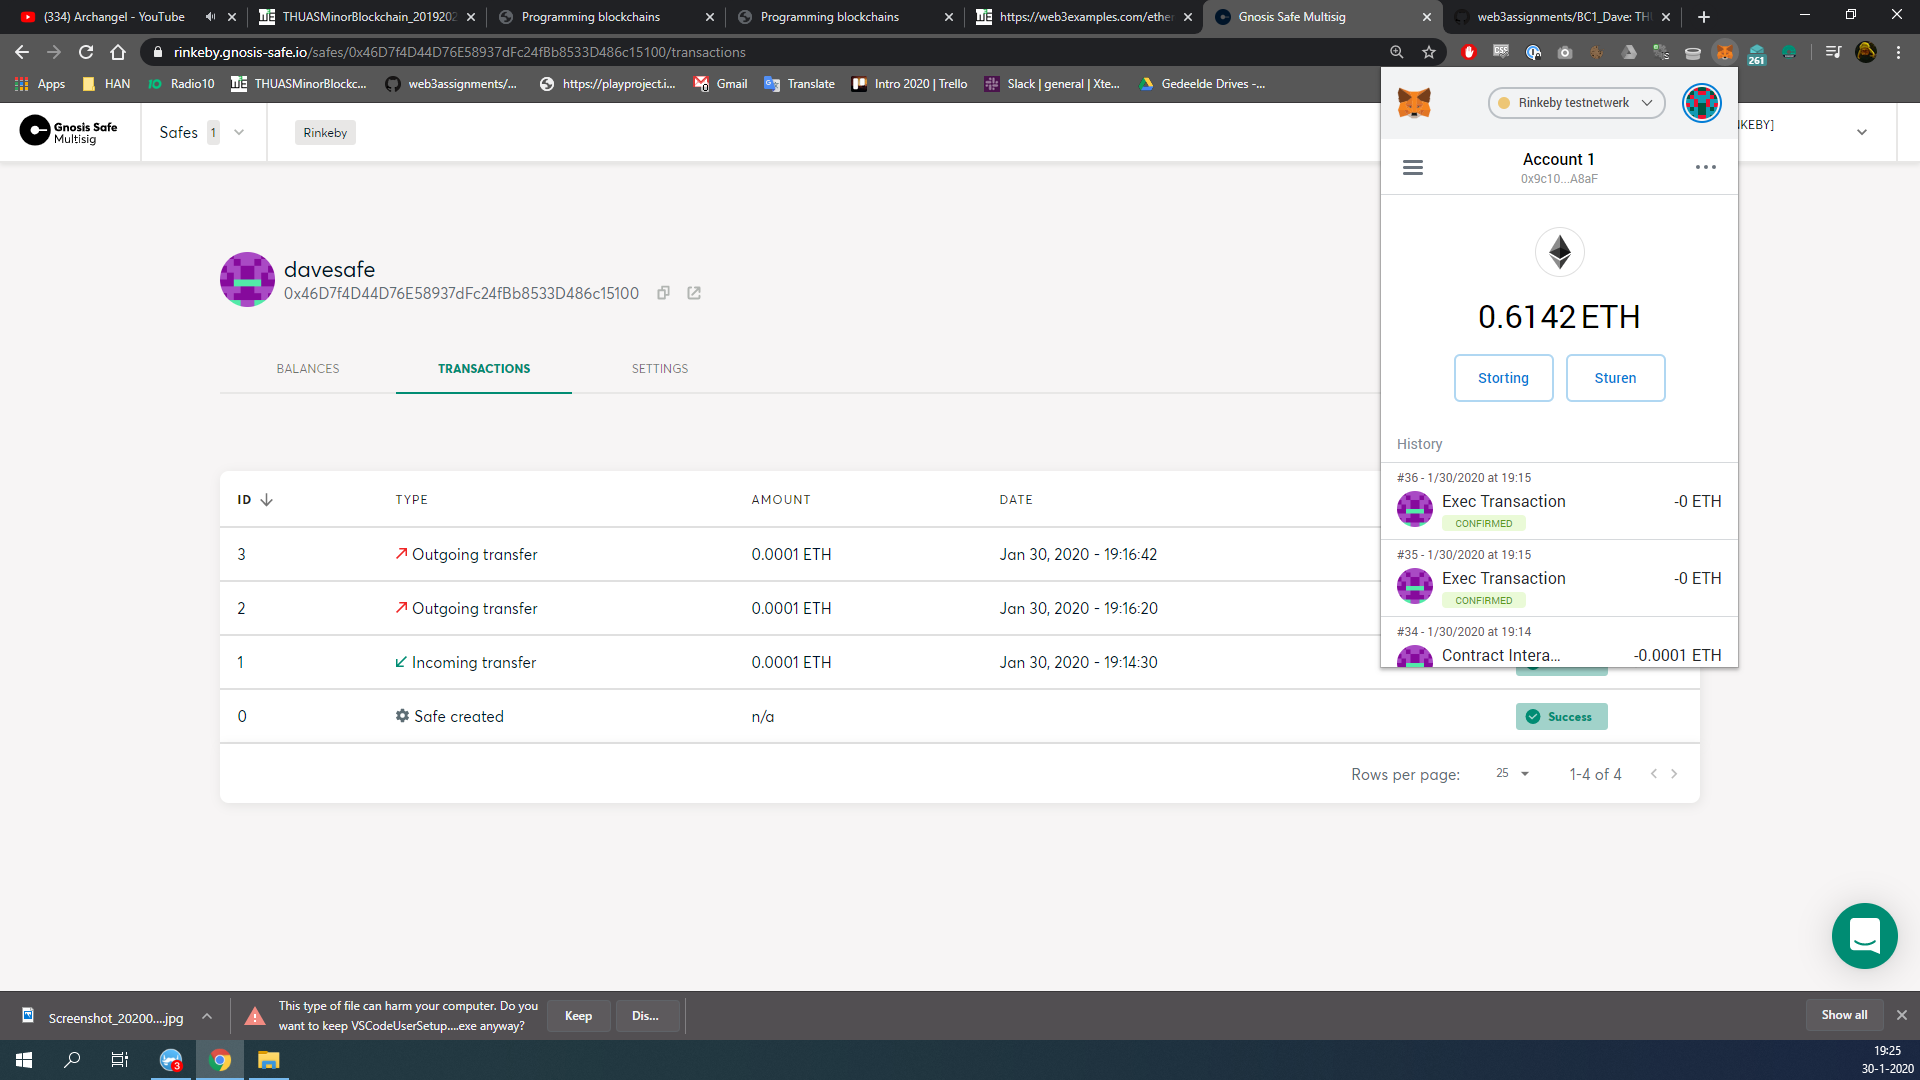 (334) Archangel - YouTube
THUASMinorBlockchain_2019202
Programming blockchains
Programming blockchains
https://web3examples.com/ether
Gnosis Safe Multisig
web3assignments/BC1_Dave: TH
rinkeby.gnosis-safe.io/safes/0x46D7f4D44D76E58937dFc24fBb8533D486c15100/transactions
261
Apps
HAN
Radio10
THUASMinorBlockc...
web3assignments/...
https://playproject.i...
Gmail
Translate
Intro 2020 | Trello
Slack | general | Xte...
Gedeelde Drives -...
Gnosis Safe
Multisig
Safes 1
Rinkeby
NKEBY]
Rinkeby testnetwerk
Account 1
0x9c10...A8aF
0.6142 ETH
Storting
Sturen
History
#36 - 1/30/2020 at 19:15
Exec Transaction
-0 ETH
CONFIRMED
#35 - 1/30/2020 at 19:15
Exec Transaction
-0 ETH
CONFIRMED
#34 - 1/30/2020 at 19:14
Contract Intera...
-0.0001 ETH
davesafe
0x46D7f4D44D76E58937dFc24fBb8533D486c15100
BALANCES
TRANSACTIONS
SETTINGS
ID
TYPE
AMOUNT
DATE
3 Outgoing transfer 0.0001 ETH Jan 30, 2020 - 19:16:42
2 Outgoing transfer 0.0001 ETH Jan 30, 2020 - 19:16:20
1 Incoming transfer 0.0001 ETH Jan 30, 2020 - 19:14:30
0 Safe created n/a Success
Rows per page: 25 1-4 of 4
Screenshot_20200....jpg
This type of file can harm your computer. Do you
want to keep VSCodeUserSetup....exe anyway?
Keep
Dis...
Show all
3
19:25
30-1-2020